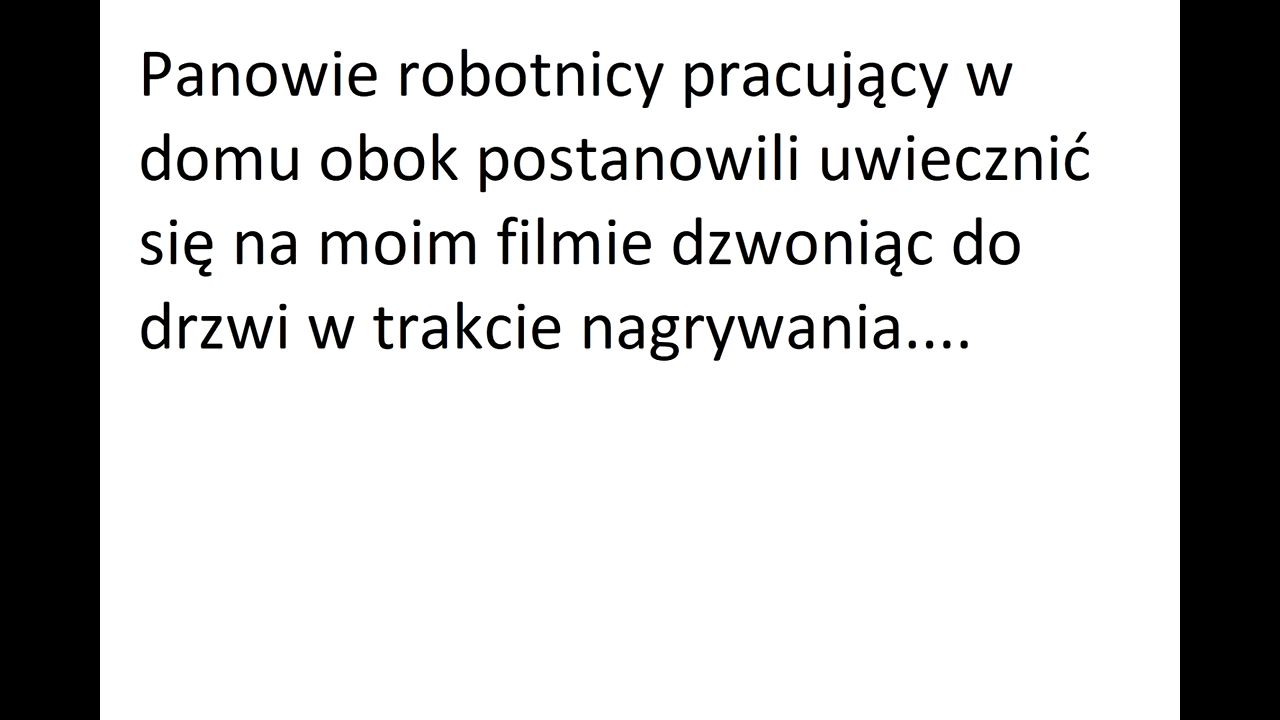 Panowie robotnicy pracujący w
domu obok postanowili uwiecznić
się na moim filmie dzwoniąc do
drzwi w trakcie nagrywania....